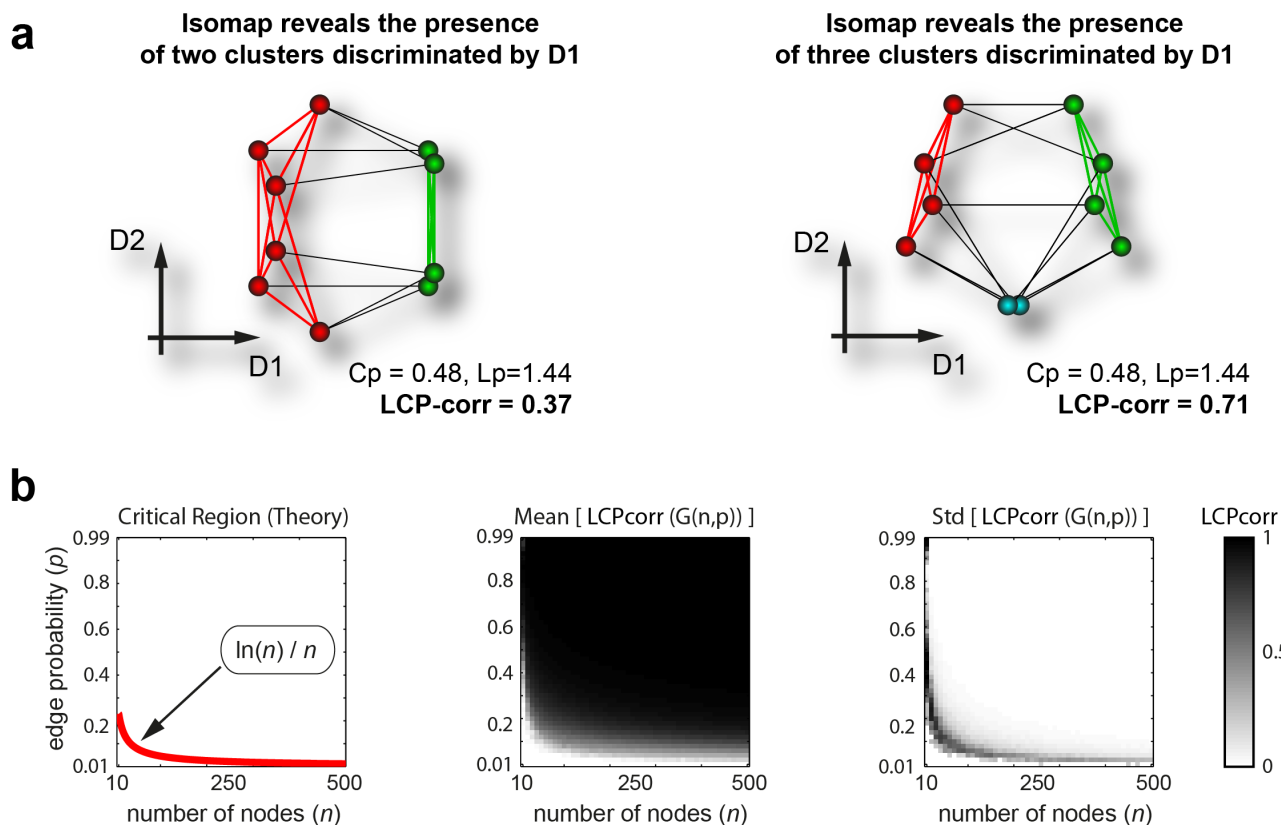 a
Isomap reveals the presence
of two clusters discriminated by D1
D2
D1
Cp = 0.48, Lp=1.44
LCP-corr = 0.37
Isomap reveals the presence
of three clusters discriminated by D1
D2
D1
Cp = 0.48, Lp=1.44
LCP-corr = 0.71
b
Critical Region (Theory)
edge probability (p)
0.99
0.8
0.6
0.4
0.2
0.01
ln(n) / n
10 250 500
number of nodes (n)
Mean [ LCPcorr (G(n,p)) ]
0.99
0.8
0.6
0.4
0.2
0.01
10 250 500
number of nodes (n)
Std [ LCPcorr (G(n,p)) ]
0.99
0.8
0.6
0.4
0.2
0.01
10 250 500
number of nodes (n)
LCPcorr
1
0.5
0